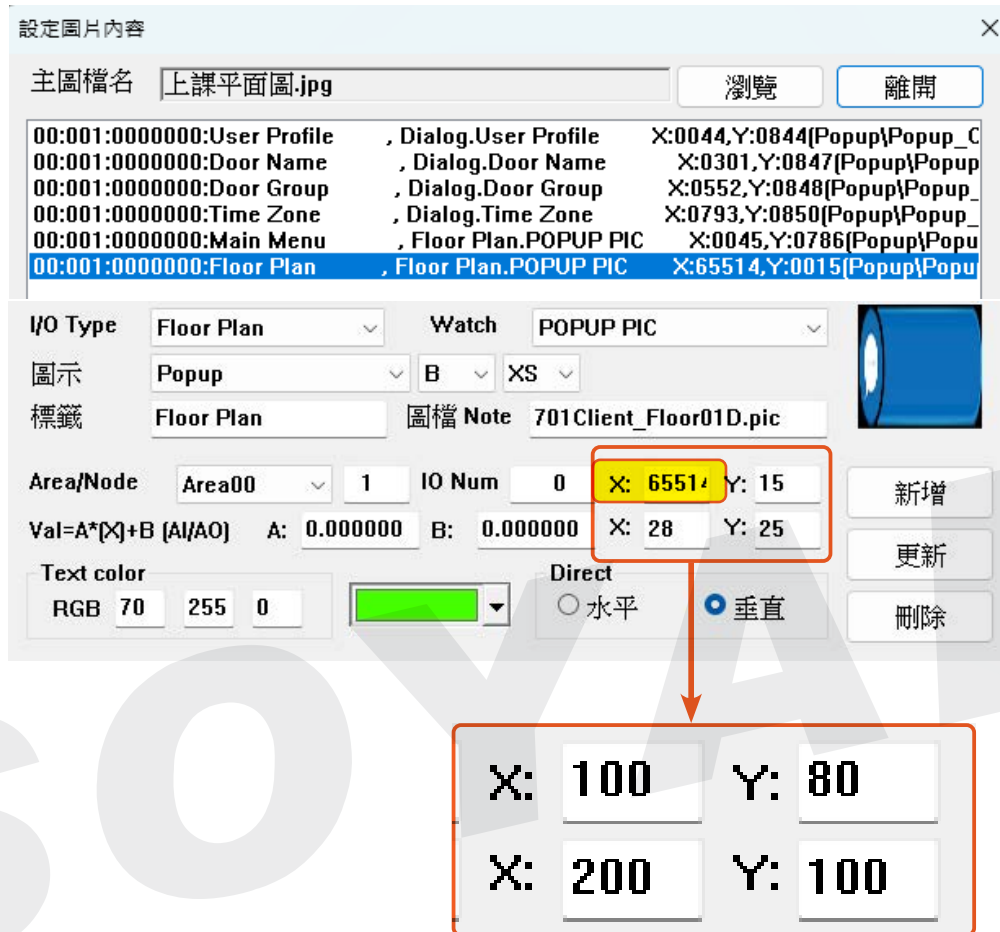 設定圖片內容
主圖檔名 上課平面圖.jpg 瀏覽 離開
00:001:0000000:User Profile , Dialog.User Profile X:0044,Y:0844(Popup\Popup_C
00:001:0000000:Door Name , Dialog.Door Name X:0301,Y:0847(Popup\Popup
00:001:0000000:Door Group , Dialog.Door Group X:0552,Y:0848(Popup\Popup_
00:001:0000000:Time Zone , Dialog.Time Zone X:0793,Y:0850(Popup\Popup_
00:001:0000000:Main Menu , Floor Plan.POPUP PIC X:0045,Y:0786(Popup\Popu
00:001:0000000:Floor Plan , Floor Plan.POPUP PIC X:65514,Y:0015(Popup\Popu
I/O Type Floor Plan Watch POPUP PIC
圖示 Popup B XS
標籤 Floor Plan 圖檔 Note 701Client_Floor01D.pic
Area/Node Area00 1 IO Num 0 X: 65514 Y: 15 新增
Val=A*(X)+B (AI/AO) A: 0.000000 B: 0.000000 X: 28 Y: 25 更新
Text color Direct
RGB 70 255 0 水平 垂直 刪除
X: 100 Y: 80
X: 200 Y: 100
SOYAL